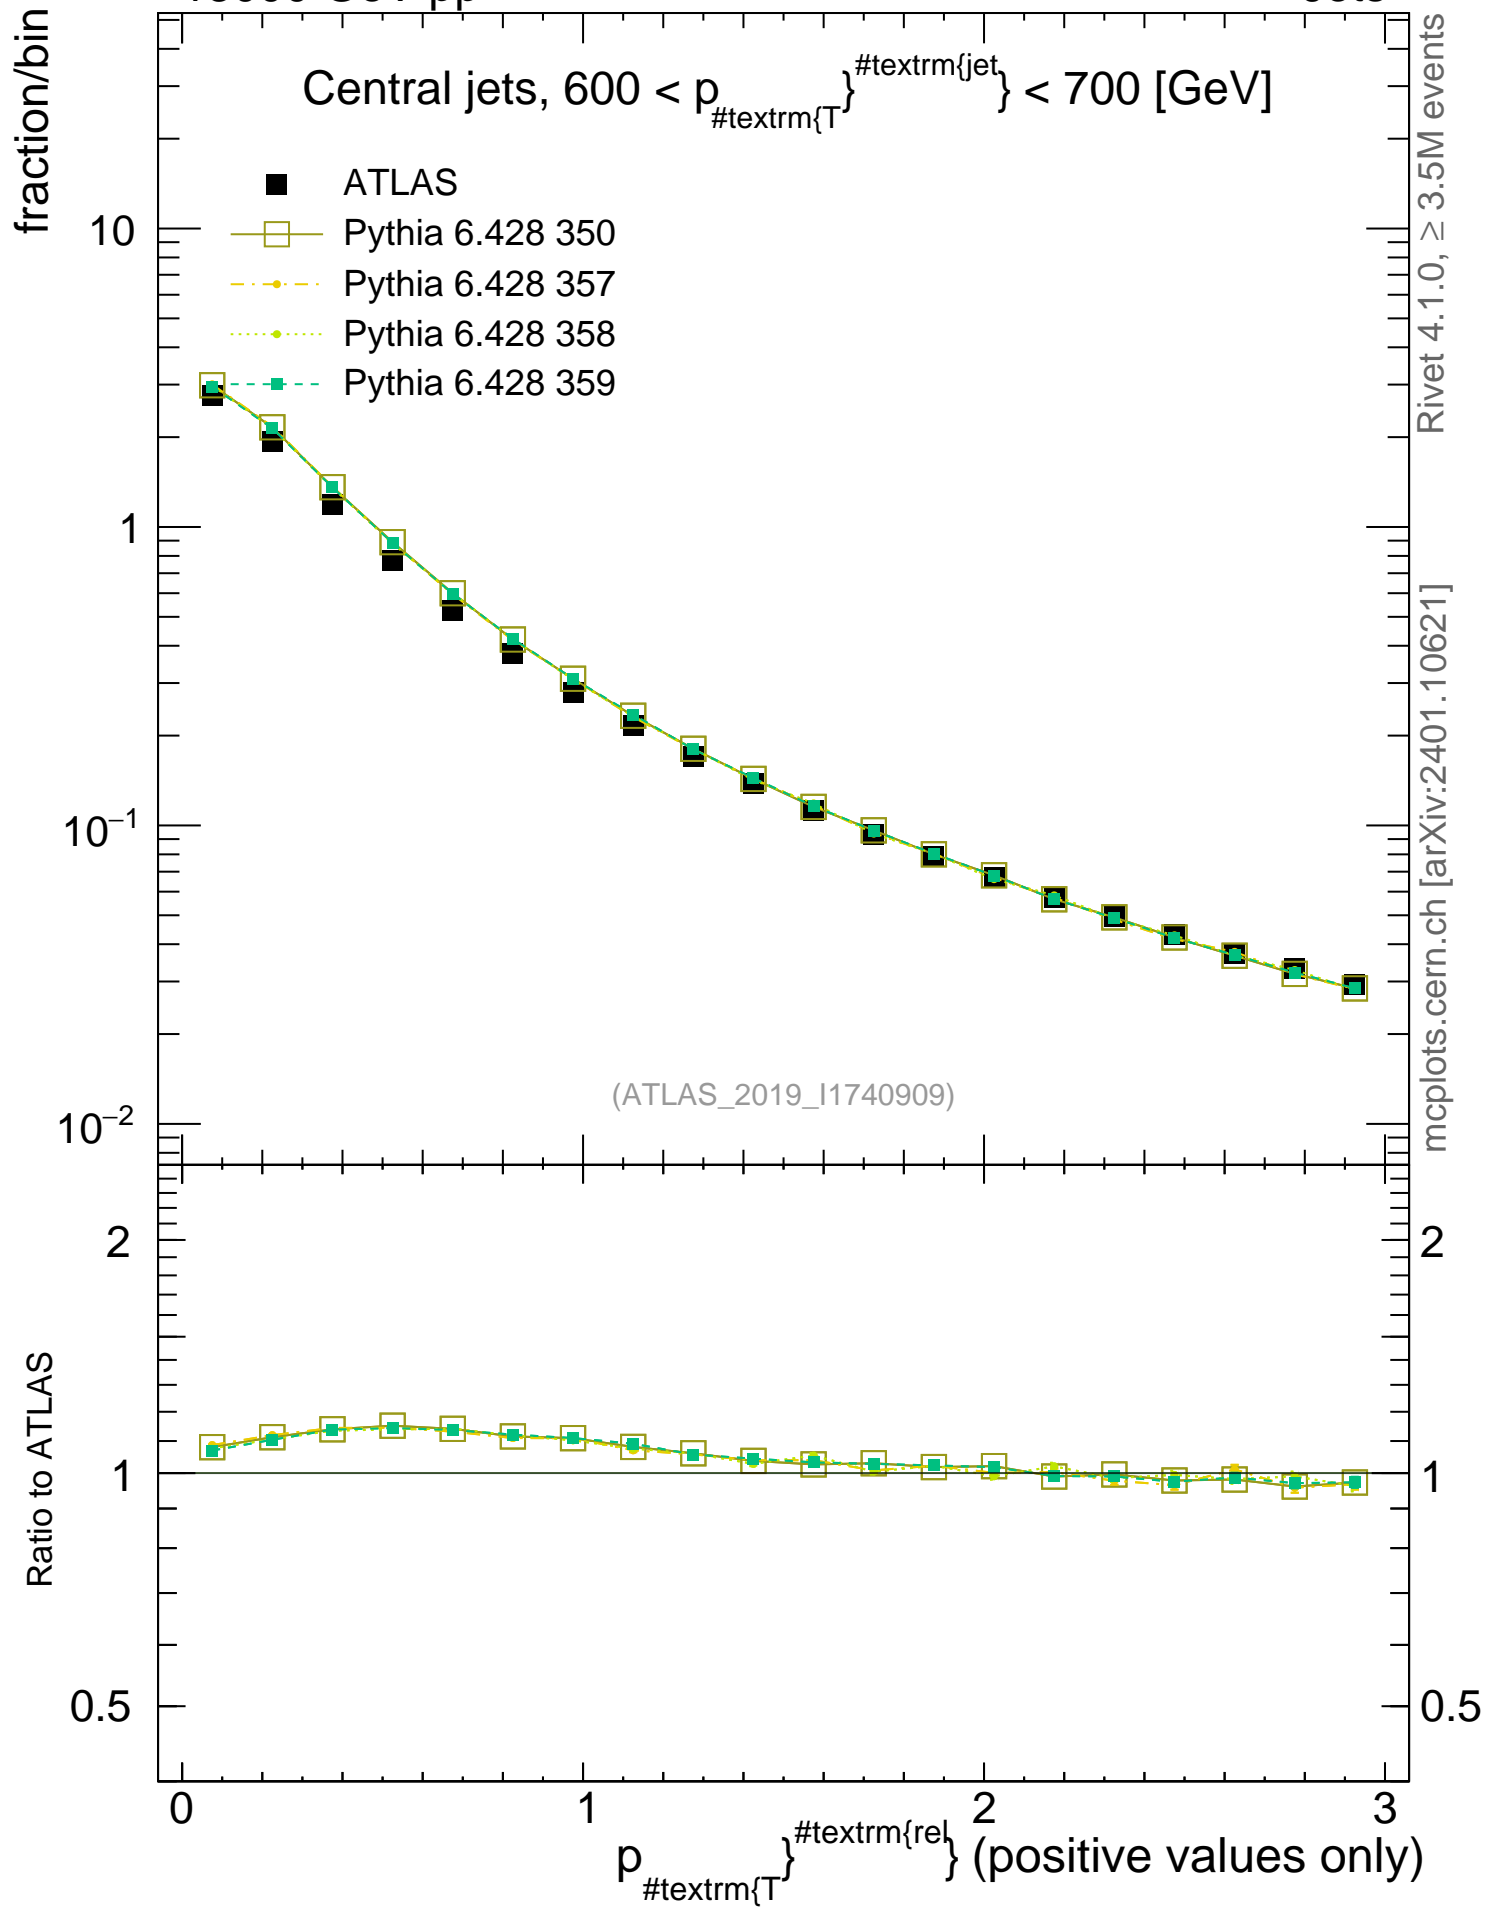 fraction/bin
Central jets, 600 < p_#textrm{T}^#textrm{jet} < 700 [GeV]
ATLAS
Pythia 6.428 350
Pythia 6.428 357
Pythia 6.428 358
Pythia 6.428 359
10
1
10⁻¹
10⁻²
(ATLAS_2019_I1740909)
Rivet 4.1.0, ≥ 3.5M events
mcplots.cern.ch [arXiv:2401.10621]
Ratio to ATLAS
2
1
0.5
2
1
0.5
0 1 2 3
p_#textrm{T}^#textrm{rel} (positive values only)